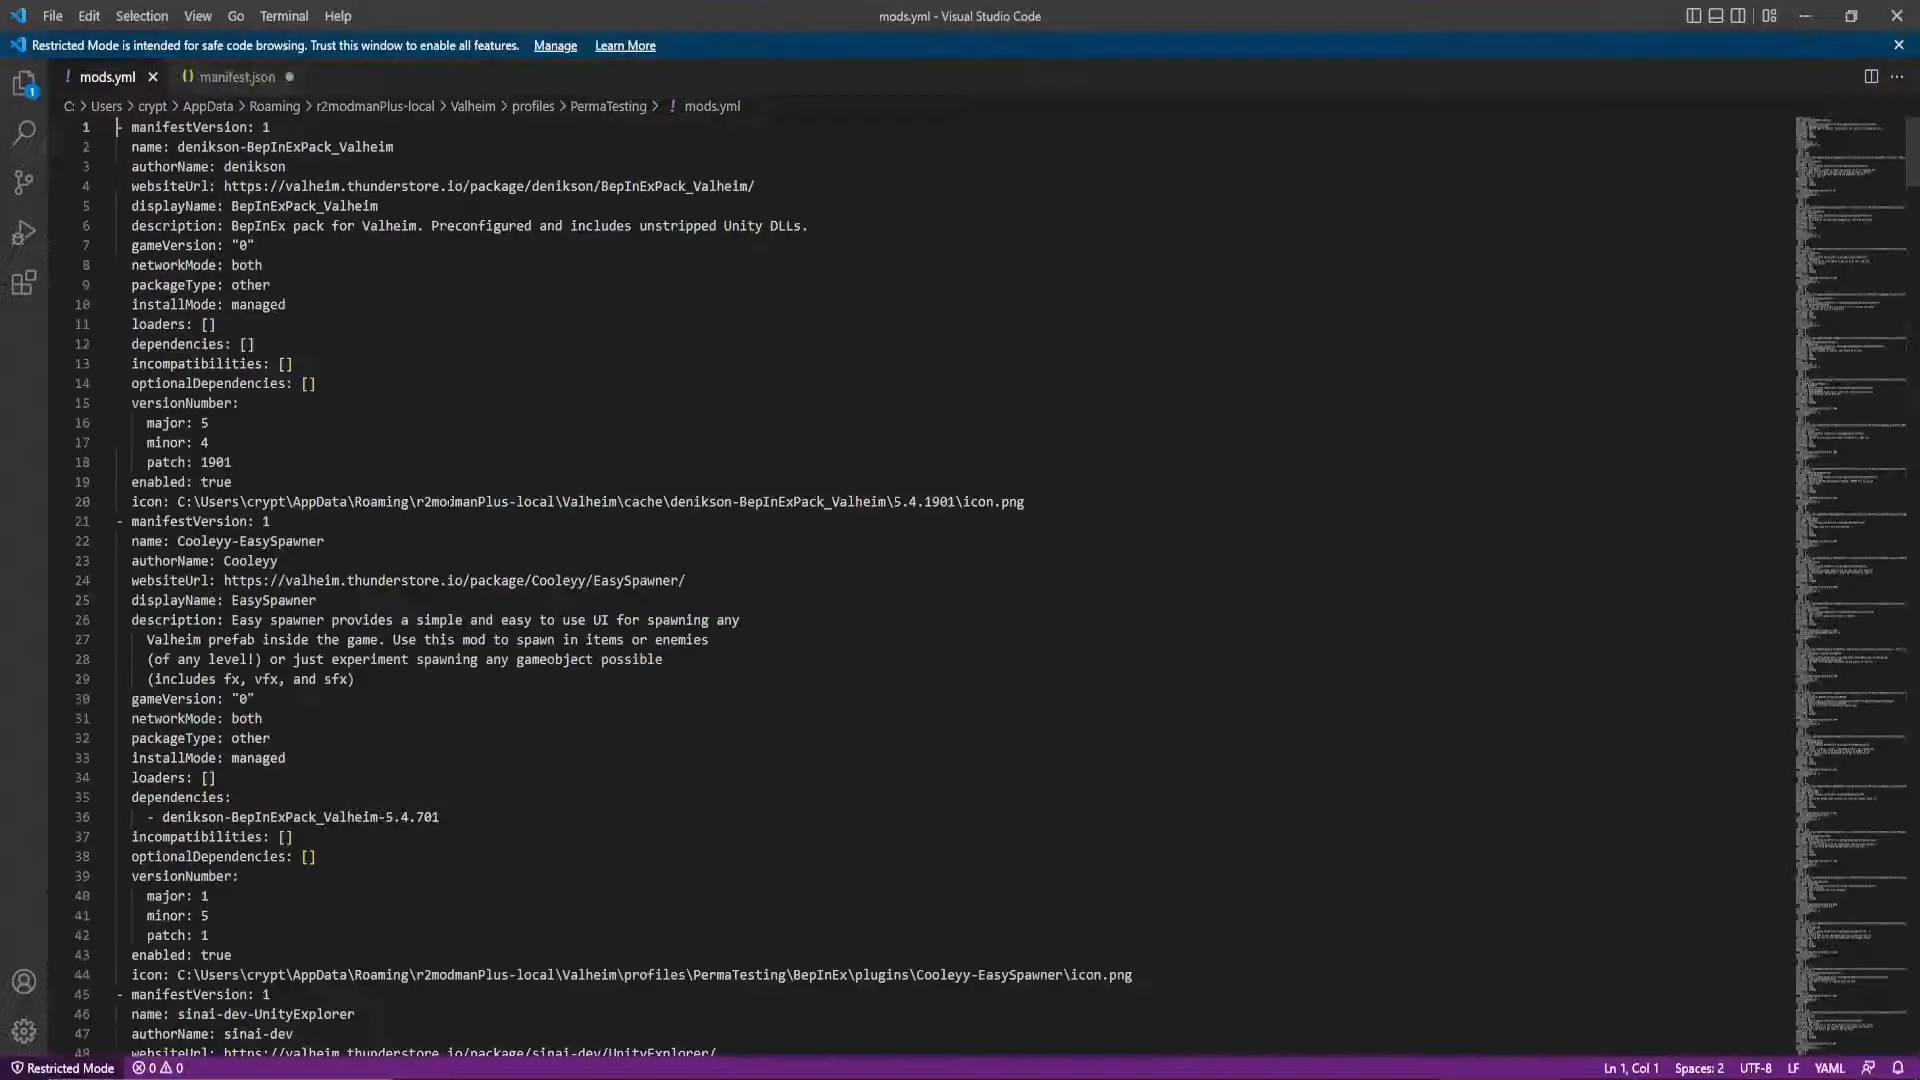 File Edit Selection View Go Terminal Help
mods.yml - Visual Studio Code
Restricted Mode is intended for safe code browsing. Trust this window to enable all features. Manage Learn More
! mods.yml × {} manifest.json ●
C: > Users > crypt > AppData > Roaming > r2modmanPlus-local > Valheim > profiles > PermaTesting > ! mods.yml
1 - manifestVersion: 1
2 name: denikson-BepInExPack_Valheim
3 authorName: denikson
4 websiteUrl: https://valheim.thunderstore.io/package/denikson/BepInExPack_Valheim/
5 displayName: BepInExPack_Valheim
6 description: BepInEx pack for Valheim. Preconfigured and includes unstripped Unity DLLs.
7 gameVersion: "0"
8 networkMode: both
9 packageType: other
10 installMode: managed
11 loaders: []
12 dependencies: []
13 incompatibilities: []
14 optionalDependencies: []
15 versionNumber:
16 major: 5
17 minor: 4
18 patch: 1901
19 enabled: true
20 icon: C:\Users\crypt\AppData\Roaming\r2modmanPlus-local\Valheim\cache\denikson-BepInExPack_Valheim\5.4.1901\icon.png
21 - manifestVersion: 1
22 name: Cooleyy-EasySpawner
23 authorName: Cooleyy
24 websiteUrl: https://valheim.thunderstore.io/package/Cooleyy/EasySpawner/
25 displayName: EasySpawner
26 description: Easy spawner provides a simple and easy to use UI for spawning any
27 Valheim prefab inside the game. Use this mod to spawn in items or enemies
28 (of any level!) or just experiment spawning any gameobject possible
29 (includes fx, vfx, and sfx)
30 gameVersion: "0"
31 networkMode: both
32 packageType: other
33 installMode: managed
34 loaders: []
35 dependencies:
36 - denikson-BepInExPack_Valheim-5.4.701
37 incompatibilities: []
38 optionalDependencies: []
39 versionNumber:
40 major: 1
41 minor: 5
42 patch: 1
43 enabled: true
44 icon: C:\Users\crypt\AppData\Roaming\r2modmanPlus-local\Valheim\profiles\PermaTesting\BepInEx\plugins\Cooleyy-EasySpawner\icon.png
45 - manifestVersion: 1
46 name: sinai-dev-UnityExplorer
47 authorName: sinai-dev
48 websiteUrl: https://valheim.thunderstore.io/package/sinai-dev/UnityExplorer/
1
Restricted Mode 0 0 Ln 1, Col 1 Spaces: 2 UTF-8 LF YAML